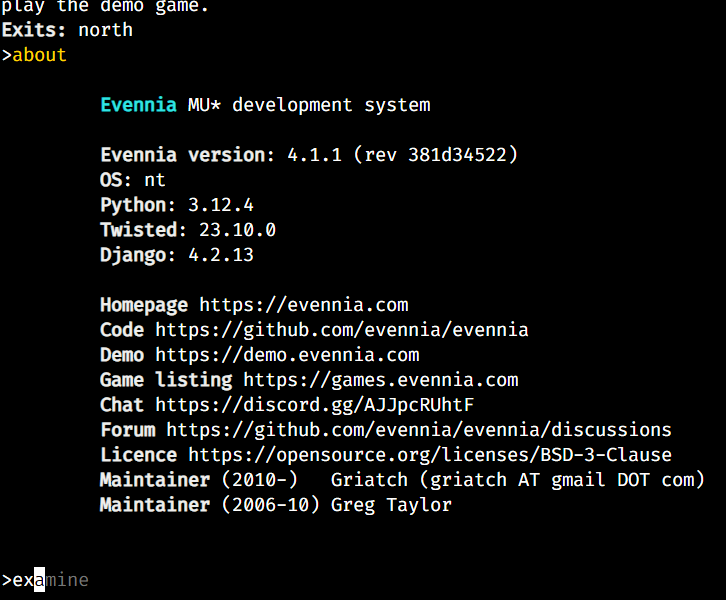 play the demo game.
Exits: north
>about
Evennia MU* development system
Evennia version: 4.1.1 (rev 381d34522)
OS: nt
Python: 3.12.4
Twisted: 23.10.0
Django: 4.2.13
Homepage https://evennia.com
Code https://github.com/evennia/evennia
Demo https://demo.evennia.com
Game listing https://games.evennia.com
Chat https://discord.gg/AJJpcRUhtF
Forum https://github.com/evennia/evennia/discussions
Licence https://opensource.org/licenses/BSD-3-Clause
Maintainer (2010-)   Griatch (griatch AT gmail DOT com)
Maintainer (2006-10) Greg Taylor
>examine